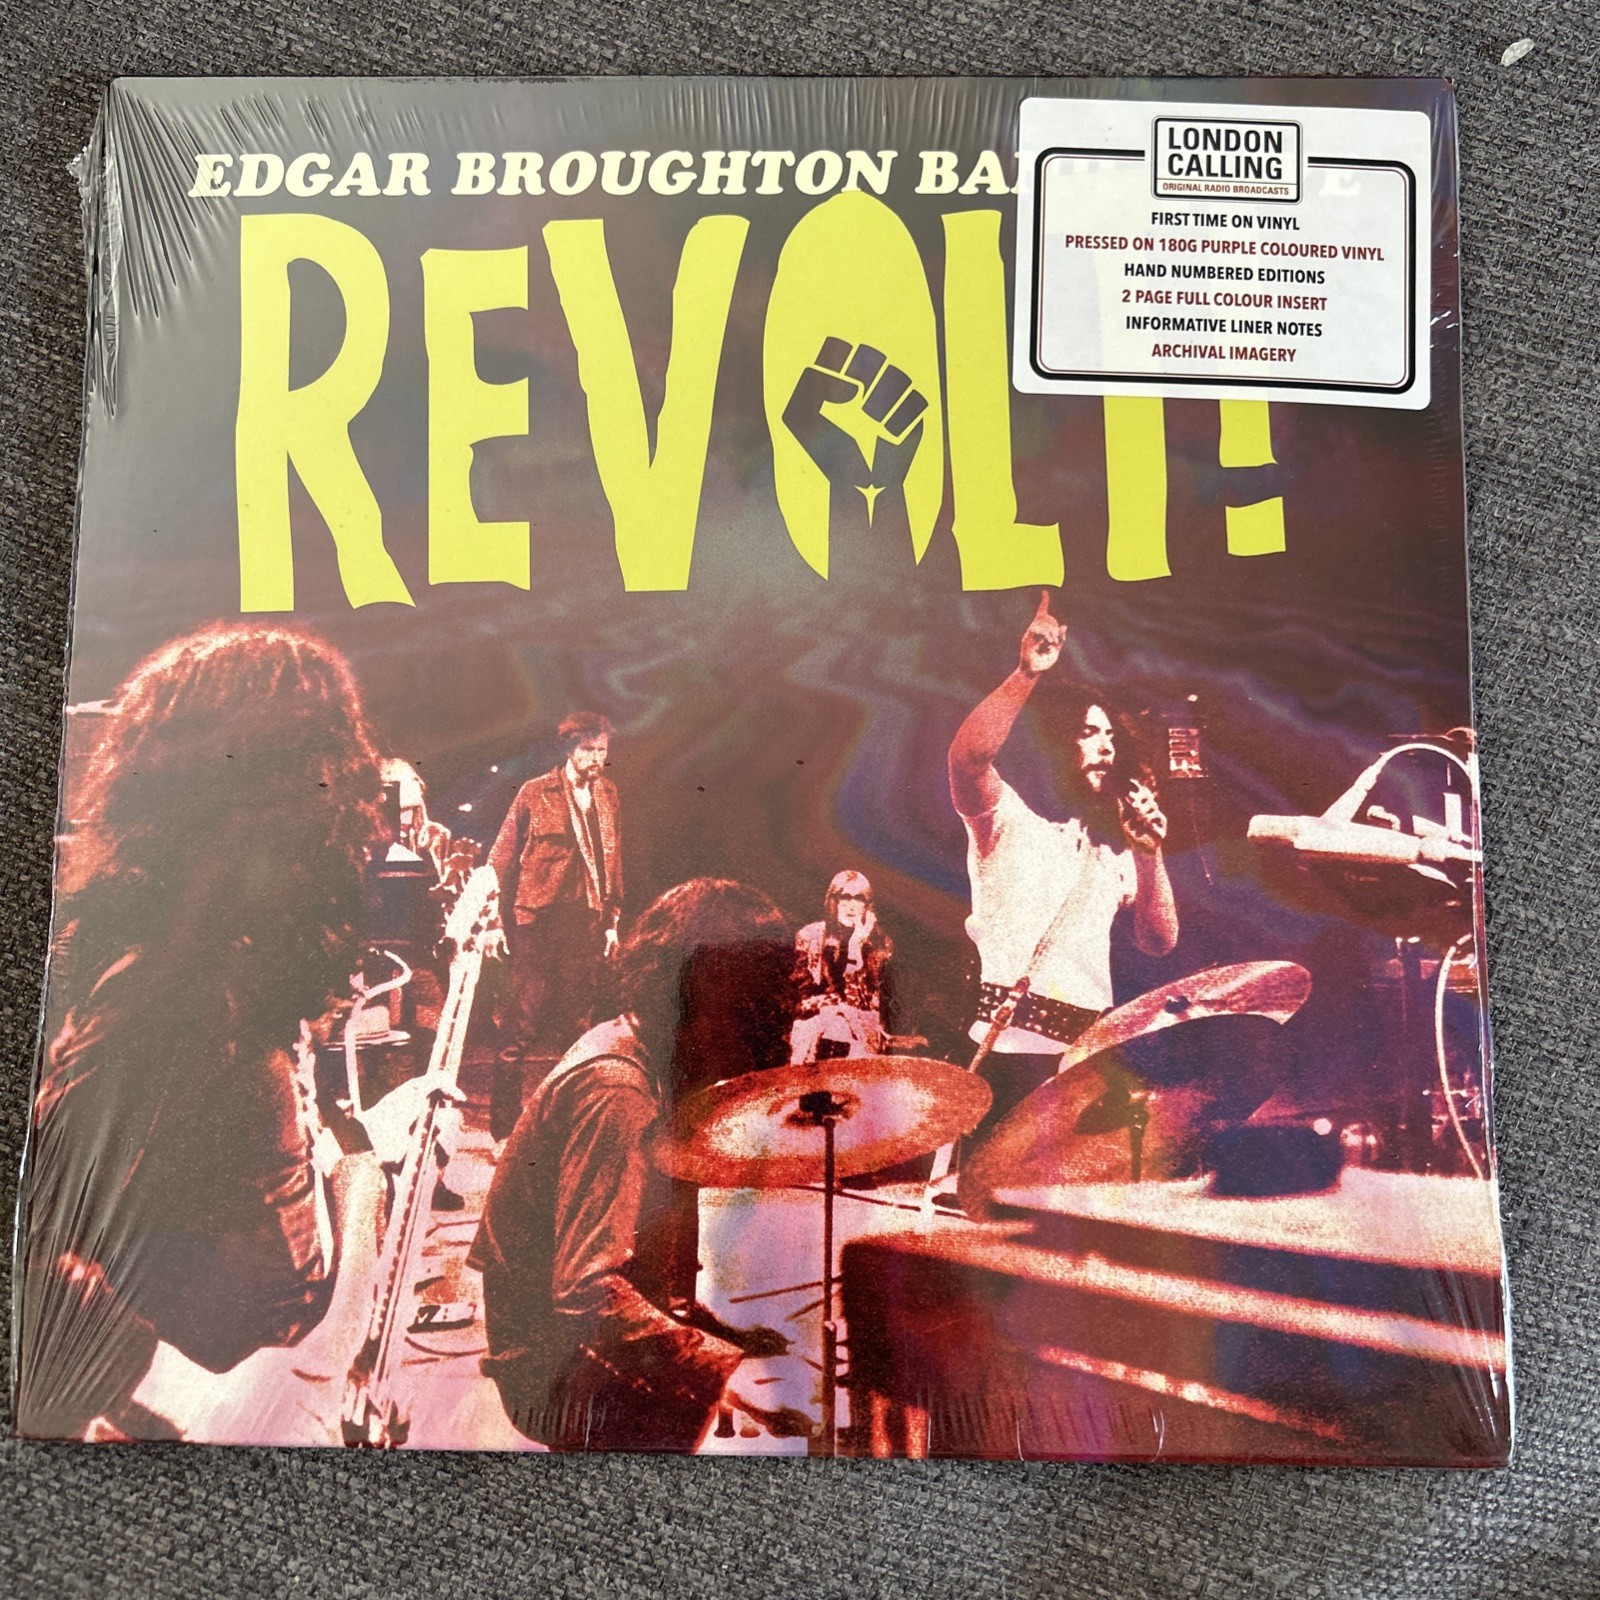 EDGAR BROUGHTON BA
REVOLT!
LONDON
CALLING
ORIGINAL RADIO BROADCASTS
FIRST TIME ON VINYL
PRESSED ON 180G PURPLE COLOURED VINYL
HAND NUMBERED EDITIONS
2 PAGE FULL COLOUR INSERT
INFORMATIVE LINER NOTES
ARCHIVAL IMAGERY